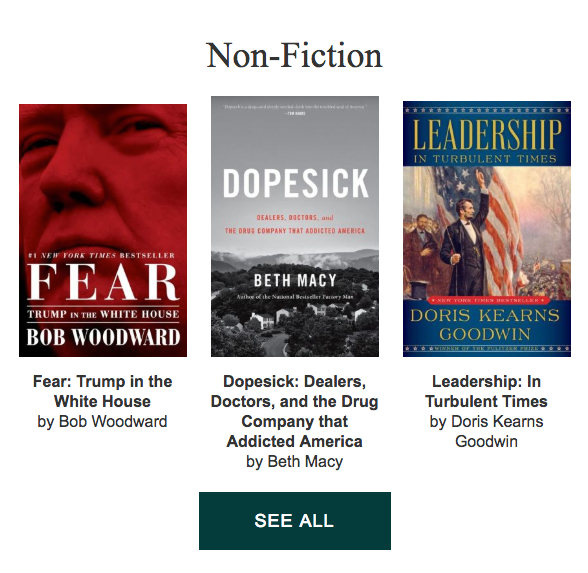 Non-Fiction
#1 NEW YORK TIMES BESTSELLER
FEAR
TRUMP IN THE WHITE HOUSE
BOB WOODWARD
DOPESICK
DEALERS, DOCTORS, and
THE DRUG COMPANY THAT ADDICTED AMERICA
BETH MACY
Author of the National Bestseller Factory Man
LEADERSHIP
IN TURBULENT TIMES
NEW YORK TIMES BESTSELLER
DORIS KEARNS
GOODWIN
WINNER OF THE PULITZER PRIZE
Fear: Trump in the
White House
by Bob Woodward
Dopesick: Dealers,
Doctors, and the Drug
Company that
Addicted America
by Beth Macy
Leadership: In
Turbulent Times
by Doris Kearns
Goodwin
SEE ALL